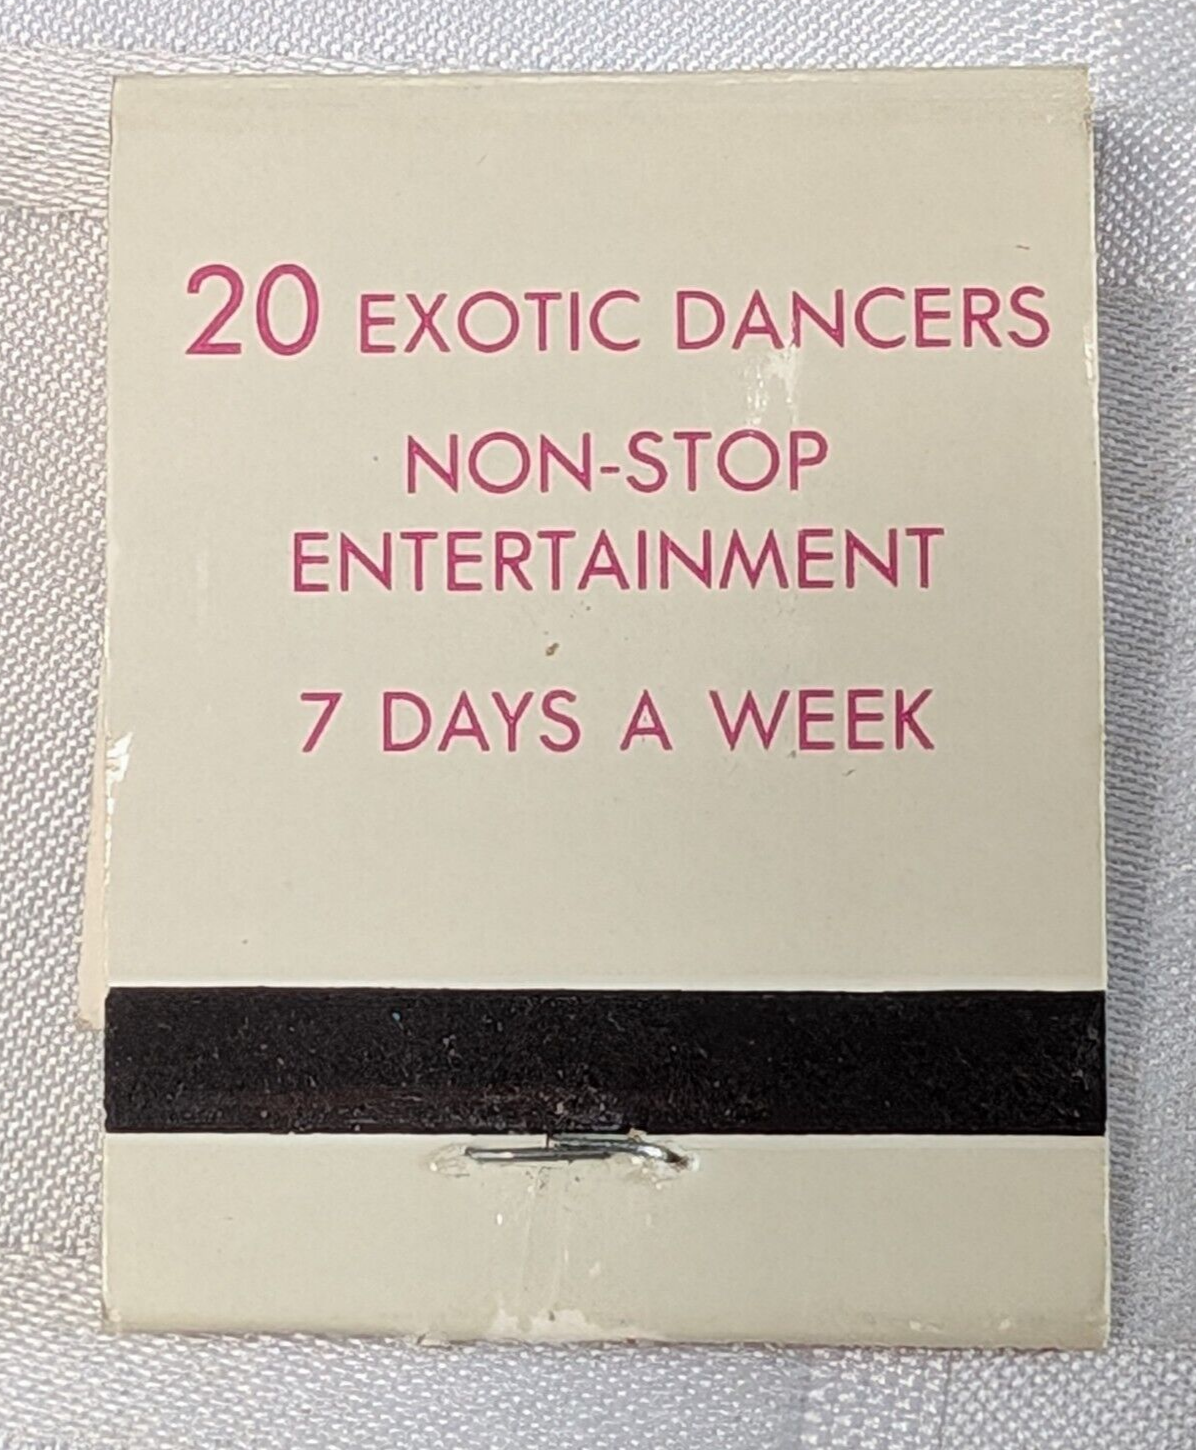 20 EXOTIC DANCERS
NON-STOP
ENTERTAINMENT
7 DAYS A WEEK